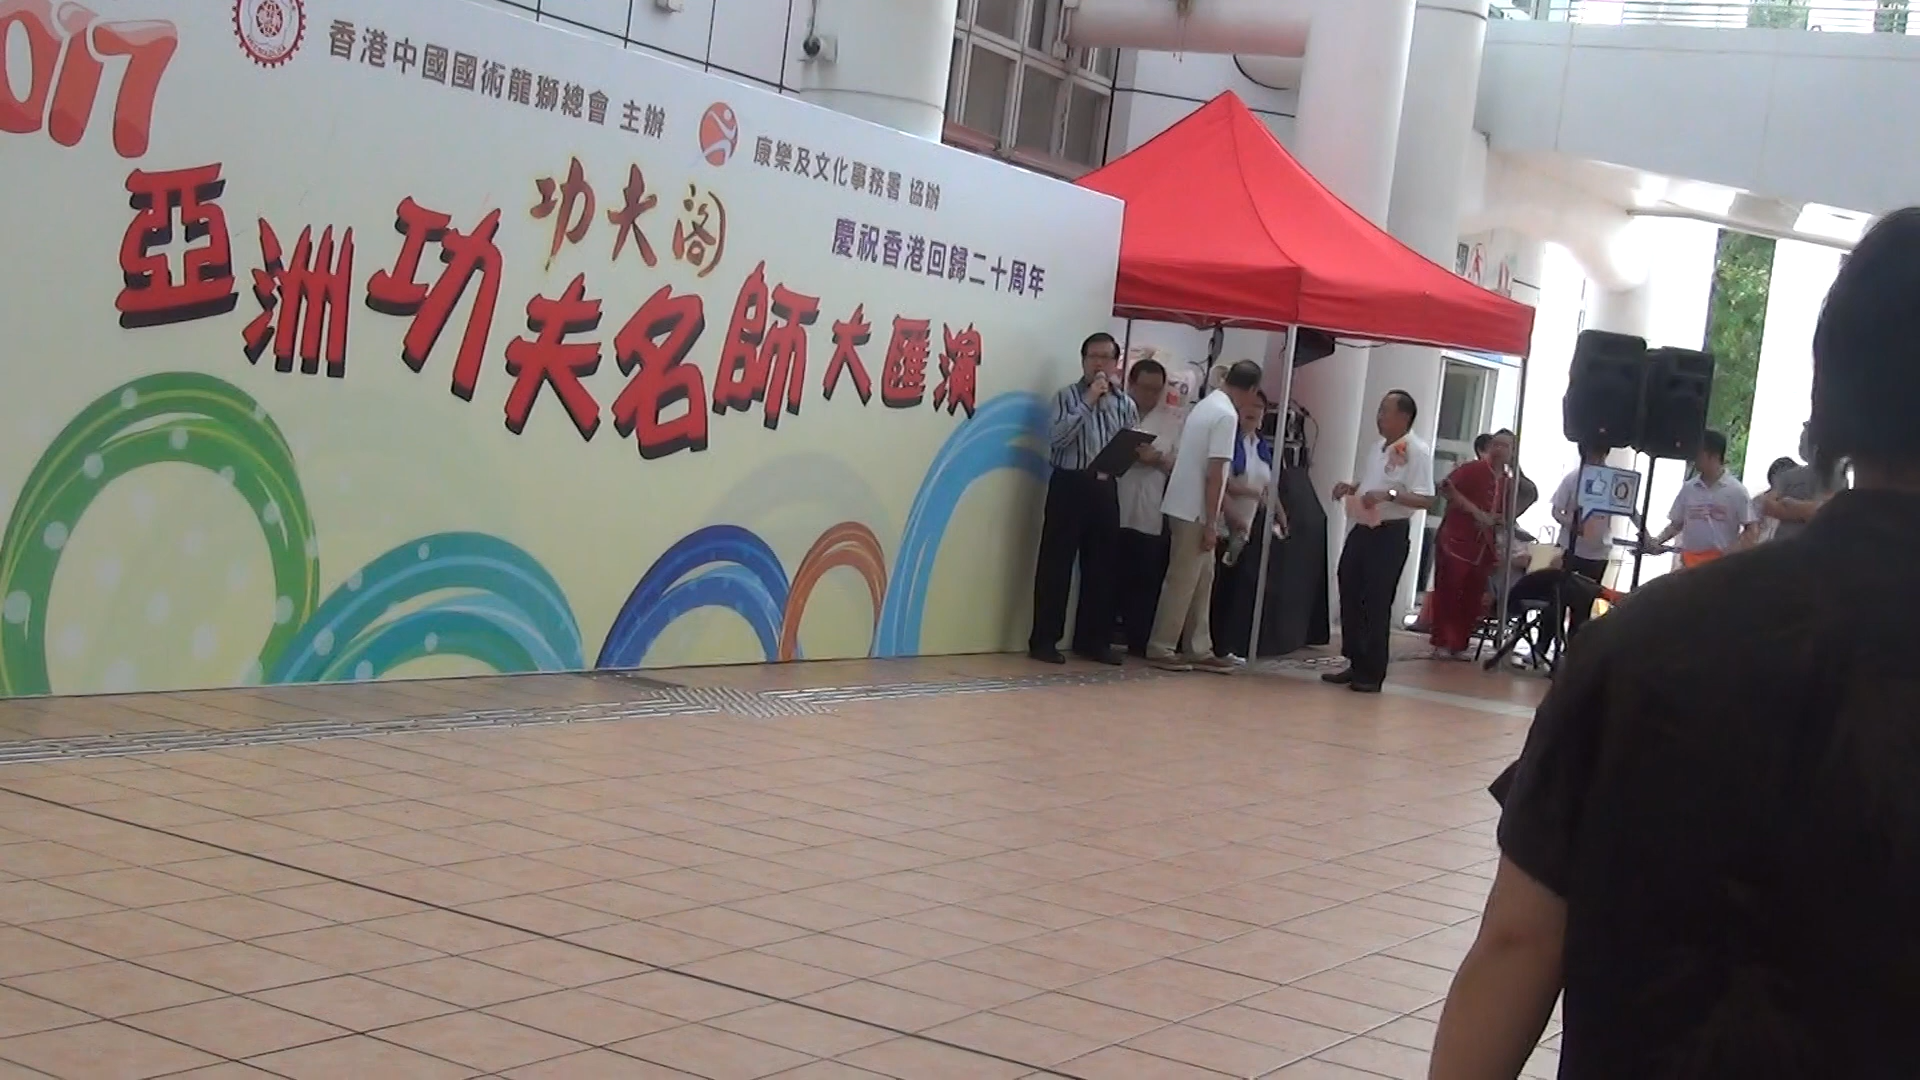 2017
香港中國國術龍獅總會 主辦
康樂及文化事務署 協辦
功夫阁
慶祝香港回歸二十周年
亞洲功夫名師大匯演